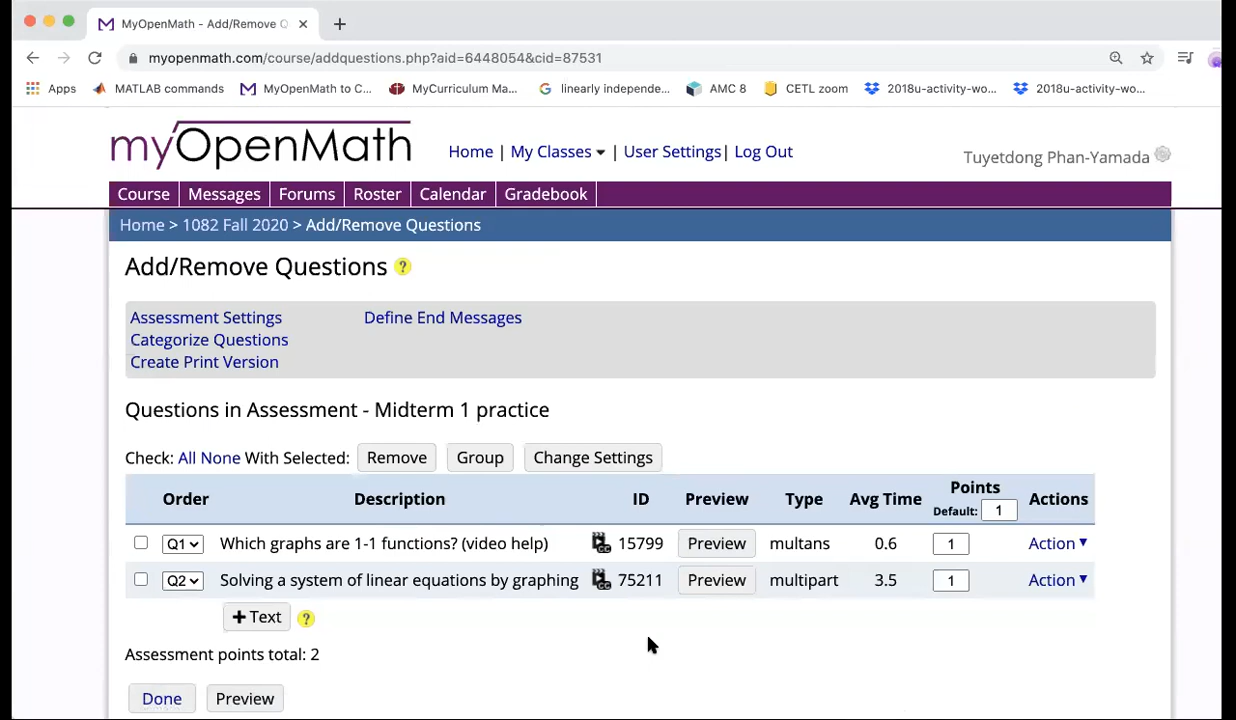 MyOpenMath - Add/Remove Q
myopenmath.com/course/addquestions.php?aid=6448054&cid=87531
Apps MATLAB commands MyOpenMath to C... MyCurriculum Ma... linearly independe... AMC 8 CETL zoom 2018u-activity-wo... 2018u-activity-wo...
myOpenMath
Home | My Classes | User Settings | Log Out
Tuyetdong Phan-Yamada
Course Messages Forums Roster Calendar Gradebook
Home > 1082 Fall 2020 > Add/Remove Questions
Add/Remove Questions ?
Assessment Settings Define End Messages
Categorize Questions
Create Print Version
Questions in Assessment - Midterm 1 practice
Check: All None With Selected: Remove Group Change Settings
Order Description ID Preview Type Avg Time Points Default: 1 Actions
Q1 Which graphs are 1-1 functions? (video help) CC 15799 Preview multans 0.6 1 Action
Q2 Solving a system of linear equations by graphing CC 75211 Preview multipart 3.5 1 Action
+ Text ?
Assessment points total: 2
Done Preview